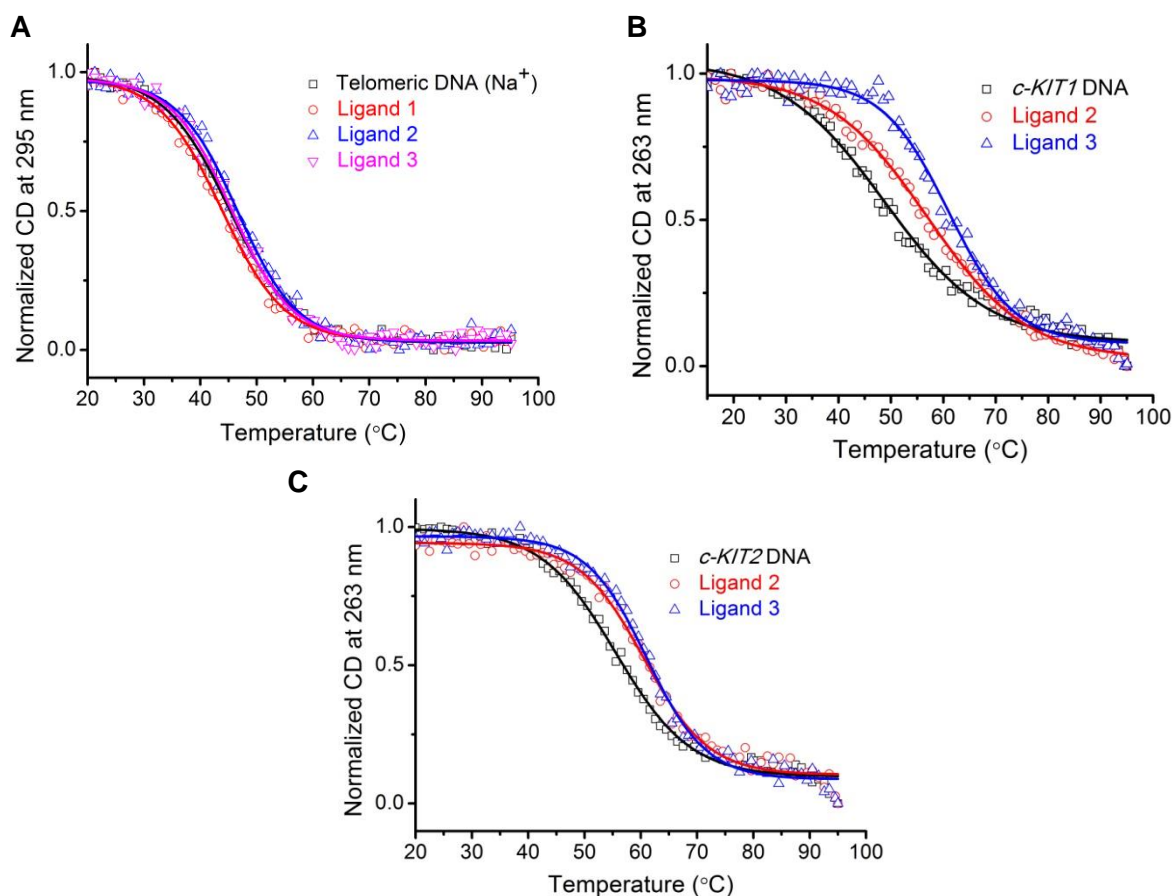 A
Normalized CD at 295 nm
1.0
0.5
0.0
Telomeric DNA (Na+)
Ligand 1
Ligand 2
Ligand 3
20 30 40 50 60 70 80 90 100
Temperature (°C)
B
Normalized CD at 263 nm
1.0
0.5
0.0
c-KIT1 DNA
Ligand 2
Ligand 3
20 30 40 50 60 70 80 90 100
Temperature (°C)
C
Normalized CD at 263 nm
1.0
0.5
0.0
c-KIT2 DNA
Ligand 2
Ligand 3
20 30 40 50 60 70 80 90 100
Temperature (°C)